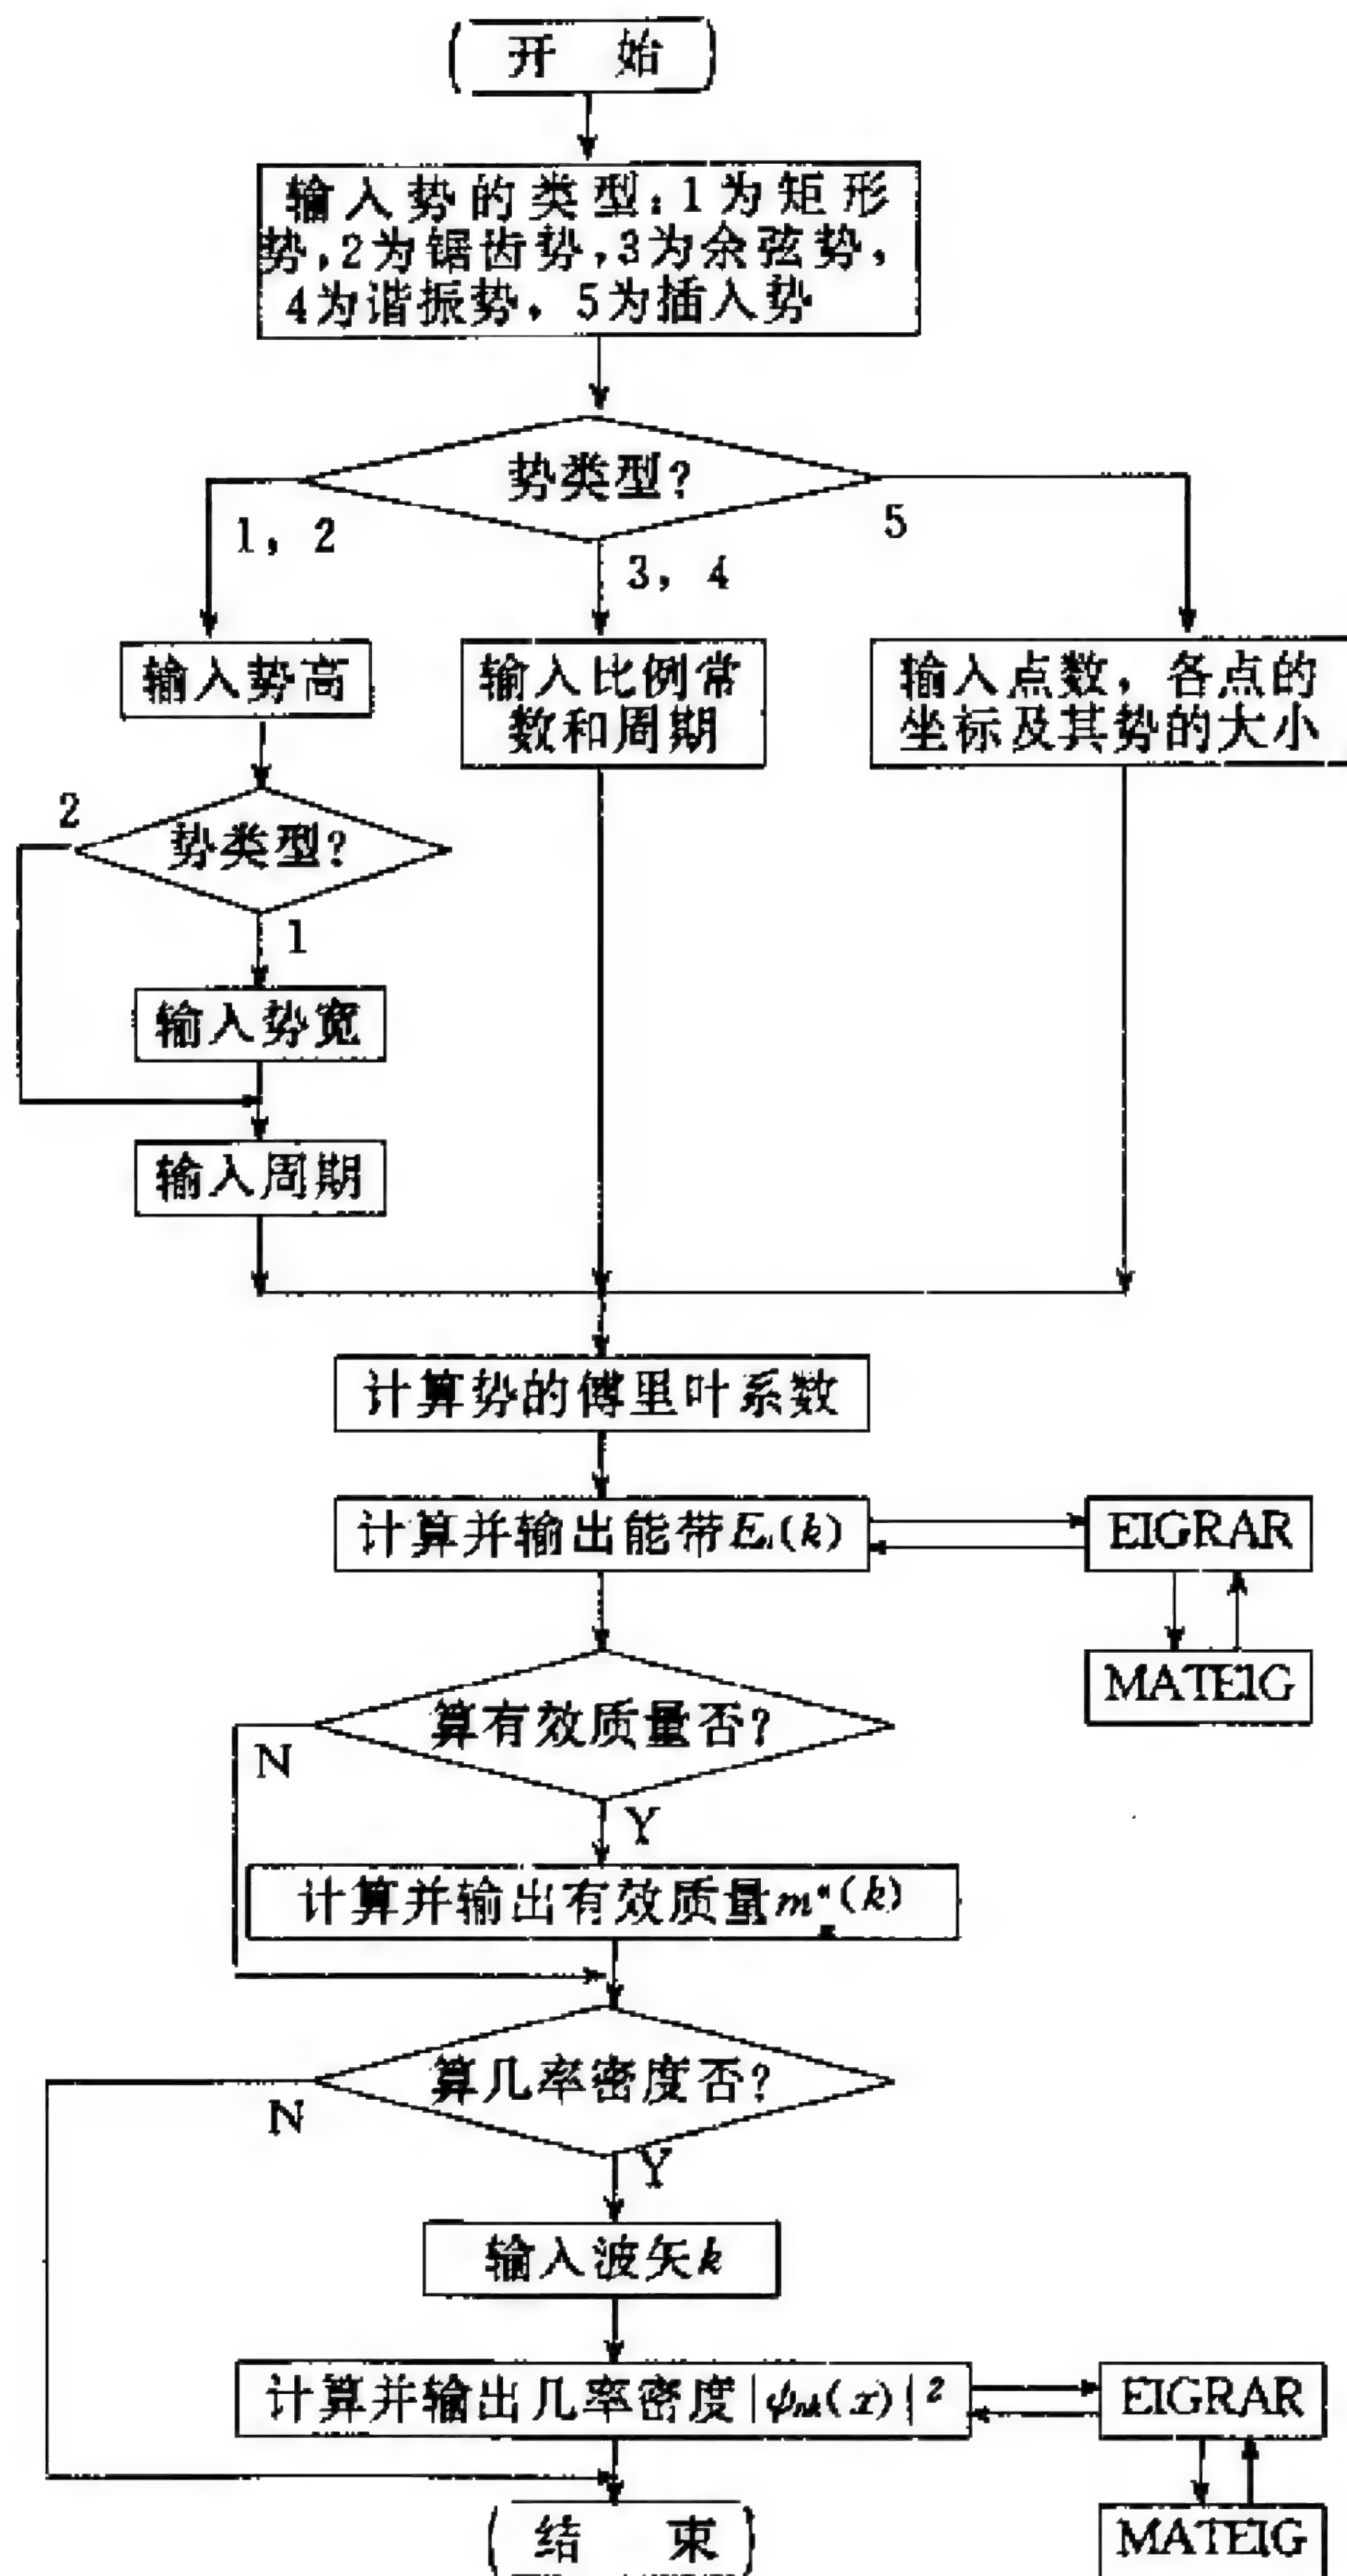 开 始
输入势的类型:1为矩形
势,2为锯齿势,3为余弦势,
4为谐振势,5为插入势
势类型?
1,2
3,4
5
输入势高
输入比例常
数和周期
输入点数,各点的
坐标及其势的大小
2
势类型?
1
输入势宽
输入周期
计算势的傅里叶系数
计算并输出能带Eₙ(k)
EIGRAR
MATEIG
算有效质量否?
N
Y
计算并输出有效质量
算几率密度否?
N
Y
输入波矢k
计算并输出几率密度|ψnk(x)|²
EIGRAR
MATEIG
结 束